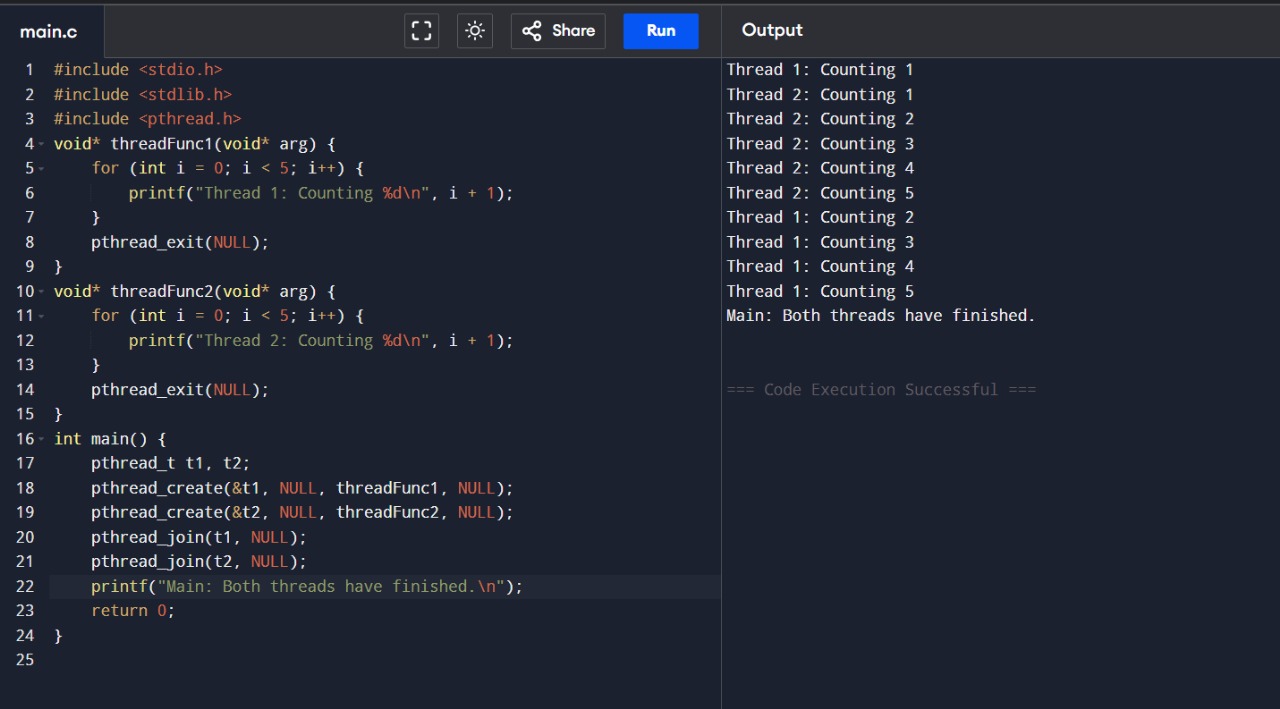 main.c
Share
Run
Output
1 #include <stdio.h>
2 #include <stdlib.h>
3 #include <pthread.h>
4 void* threadFunc1(void* arg) {
5     for (int i = 0; i < 5; i++) {
6         printf("Thread 1: Counting %d\n", i + 1);
7     }
8     pthread_exit(NULL);
9 }
10 void* threadFunc2(void* arg) {
11     for (int i = 0; i < 5; i++) {
12         printf("Thread 2: Counting %d\n", i + 1);
13     }
14     pthread_exit(NULL);
15 }
16 int main() {
17     pthread_t t1, t2;
18     pthread_create(&t1, NULL, threadFunc1, NULL);
19     pthread_create(&t2, NULL, threadFunc2, NULL);
20     pthread_join(t1, NULL);
21     pthread_join(t2, NULL);
22     printf("Main: Both threads have finished.\n");
23     return 0;
24 }
25
Thread 1: Counting 1
Thread 2: Counting 1
Thread 2: Counting 2
Thread 2: Counting 3
Thread 2: Counting 4
Thread 2: Counting 5
Thread 1: Counting 2
Thread 1: Counting 3
Thread 1: Counting 4
Thread 1: Counting 5
Main: Both threads have finished.
=== Code Execution Successful ===